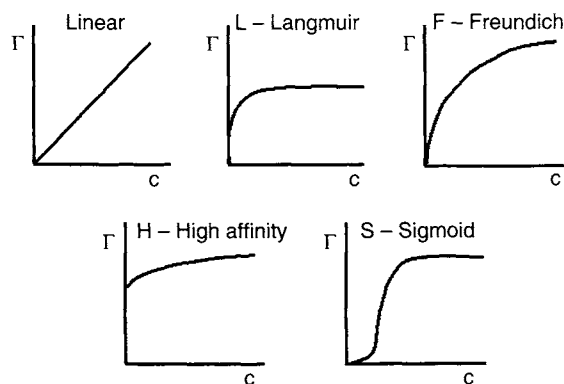 Linear
Γ
c
L – Langmuir
Γ
c
F – Freundich
Γ
c
H – High affinity
Γ
c
S – Sigmoid
Γ
c